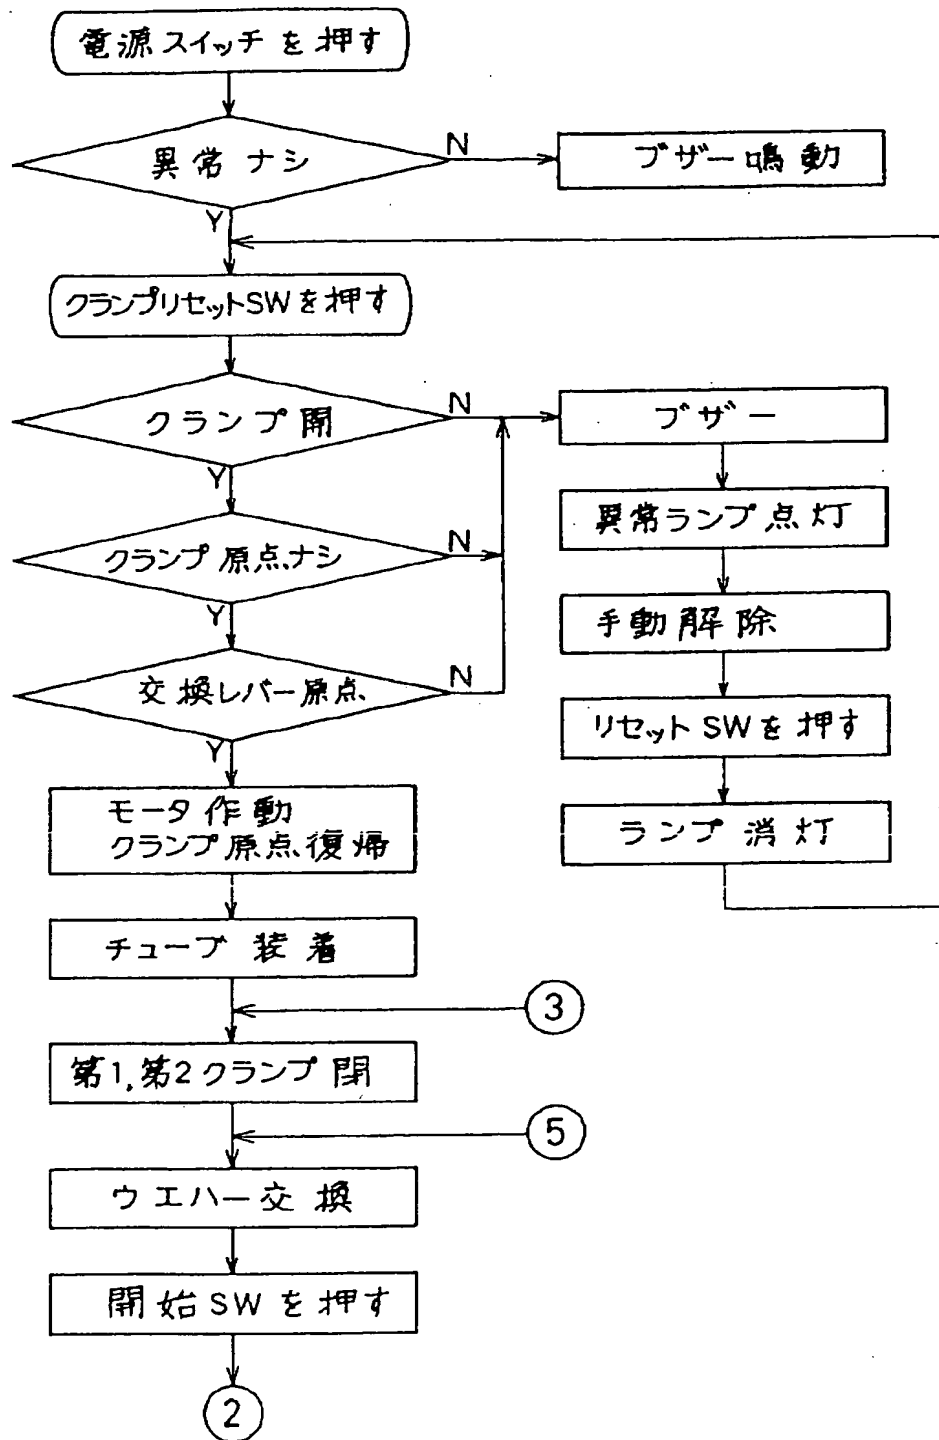 電源スイッチを押す
異常ナシ
N
ブザー鳴動
Y
クランプリセットSWを押す
クランプ開
N
ブザー
Y
異常ランプ点灯
クランプ原点ナシ
N
Y
手動解除
交換レバー原点
N
リセットSWを押す
Y
モータ作動
クランプ原点復帰
ランプ消灯
チューブ装着
3
第1,第2クランプ閉
5
ウエハー交換
開始SWを押す
2